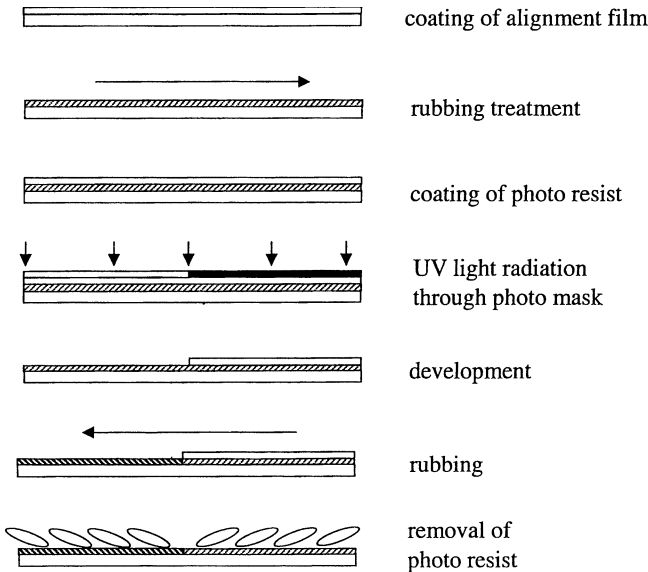 coating of alignment film
rubbing treatment
coating of photo resist
UV light radiation
through photo mask
development
rubbing
removal of
photo resist